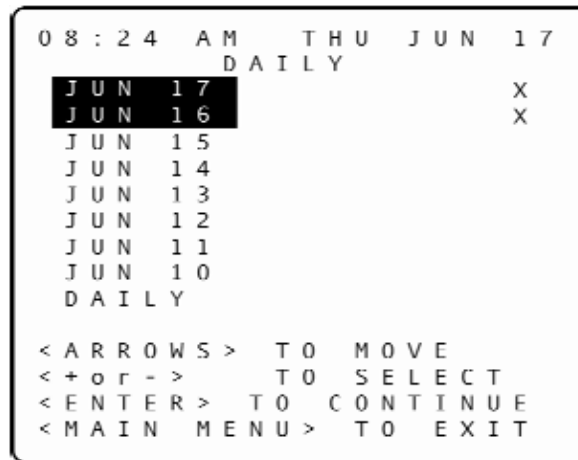 08:24 AM THU JUN 17
DAILY
JUN 17 X
JUN 16 X
JUN 15
JUN 14
JUN 13
JUN 12
JUN 11
JUN 10
DAILY
<ARROWS> TO MOVE
<+or-> TO SELECT
<ENTER> TO CONTINUE
<MAIN MENU> TO EXIT